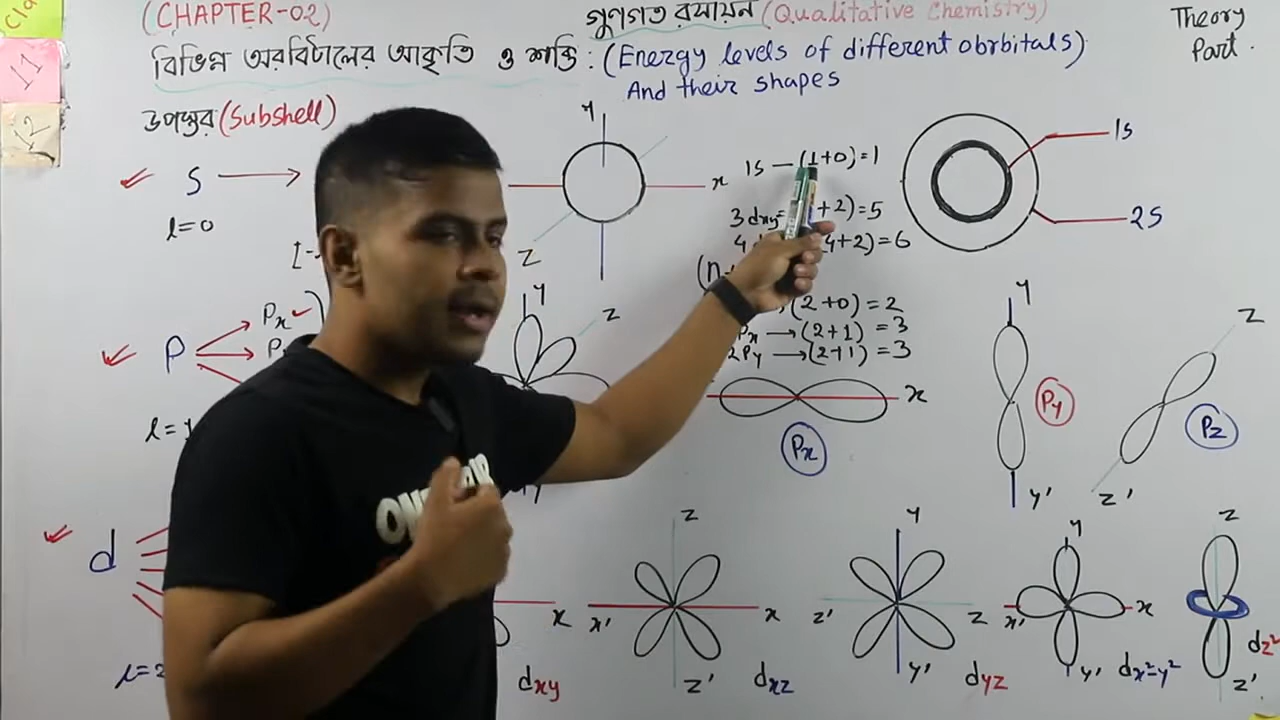 Cla
11
12
(CHAPTER-02)
গুণগত রসায়ন (Qualitative Chemistry)
Theory
Part.
বিভিন্ন অরবিটালের আকৃতি ও শক্তি: (Energy levels of different obrbitals)
And their shapes
উপস্তর (Subshell)
S
l=0
y
x
Z
1S — (1+0)=1
3dxy= +2)=5
4 4+2)=6
(n
(2+0)=2
Px → (2+1) =3
2Py → (2+1) =3
1S
2S
P
Px
P
y
Z
x
Px
y
Py
y'
Z
Pz
Z'
d
x
dxy
Z
x'
x
Z'
dxz
y
Z'
Z
y'
dyz
y
x'
x
y'
dx²-y²
Z
dz²
Z'